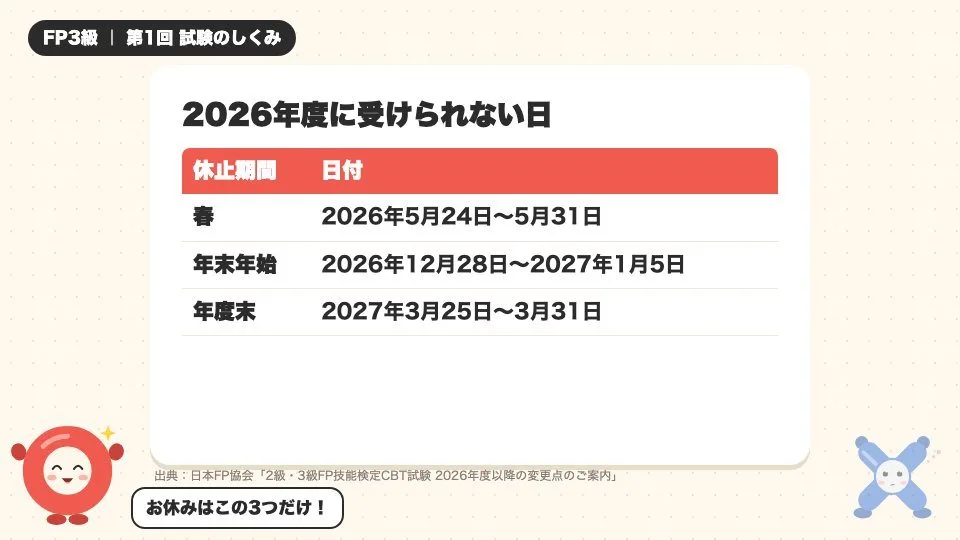 FP3級 | 第1回 試験のしくみ
2026年度に受けられない日
休止期間 日付
春 2026年5月24日〜5月31日
年末年始 2026年12月28日〜2027年1月5日
年度末 2027年3月25日〜3月31日
出典：日本FP協会「2級・3級FP技能検定CBT試験 2026年度以降の変更点のご案内」
お休みはこの3つだけ！